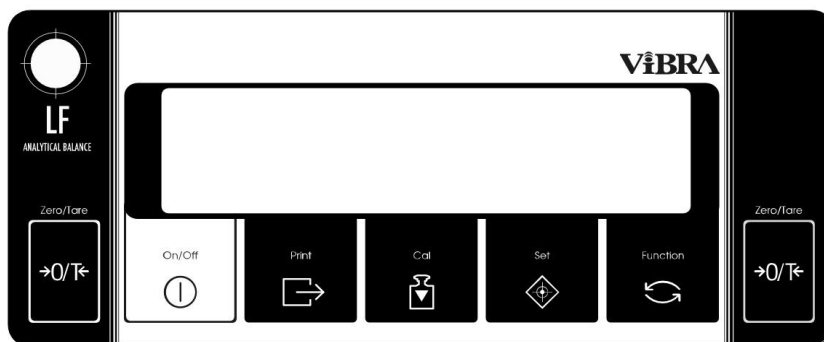 ViBRA
LF
ANALYTICAL BALANCE
Zero/Tare
→0/T←
On/Off
Print
Cal
Set
Function
Zero/Tare
→0/T←